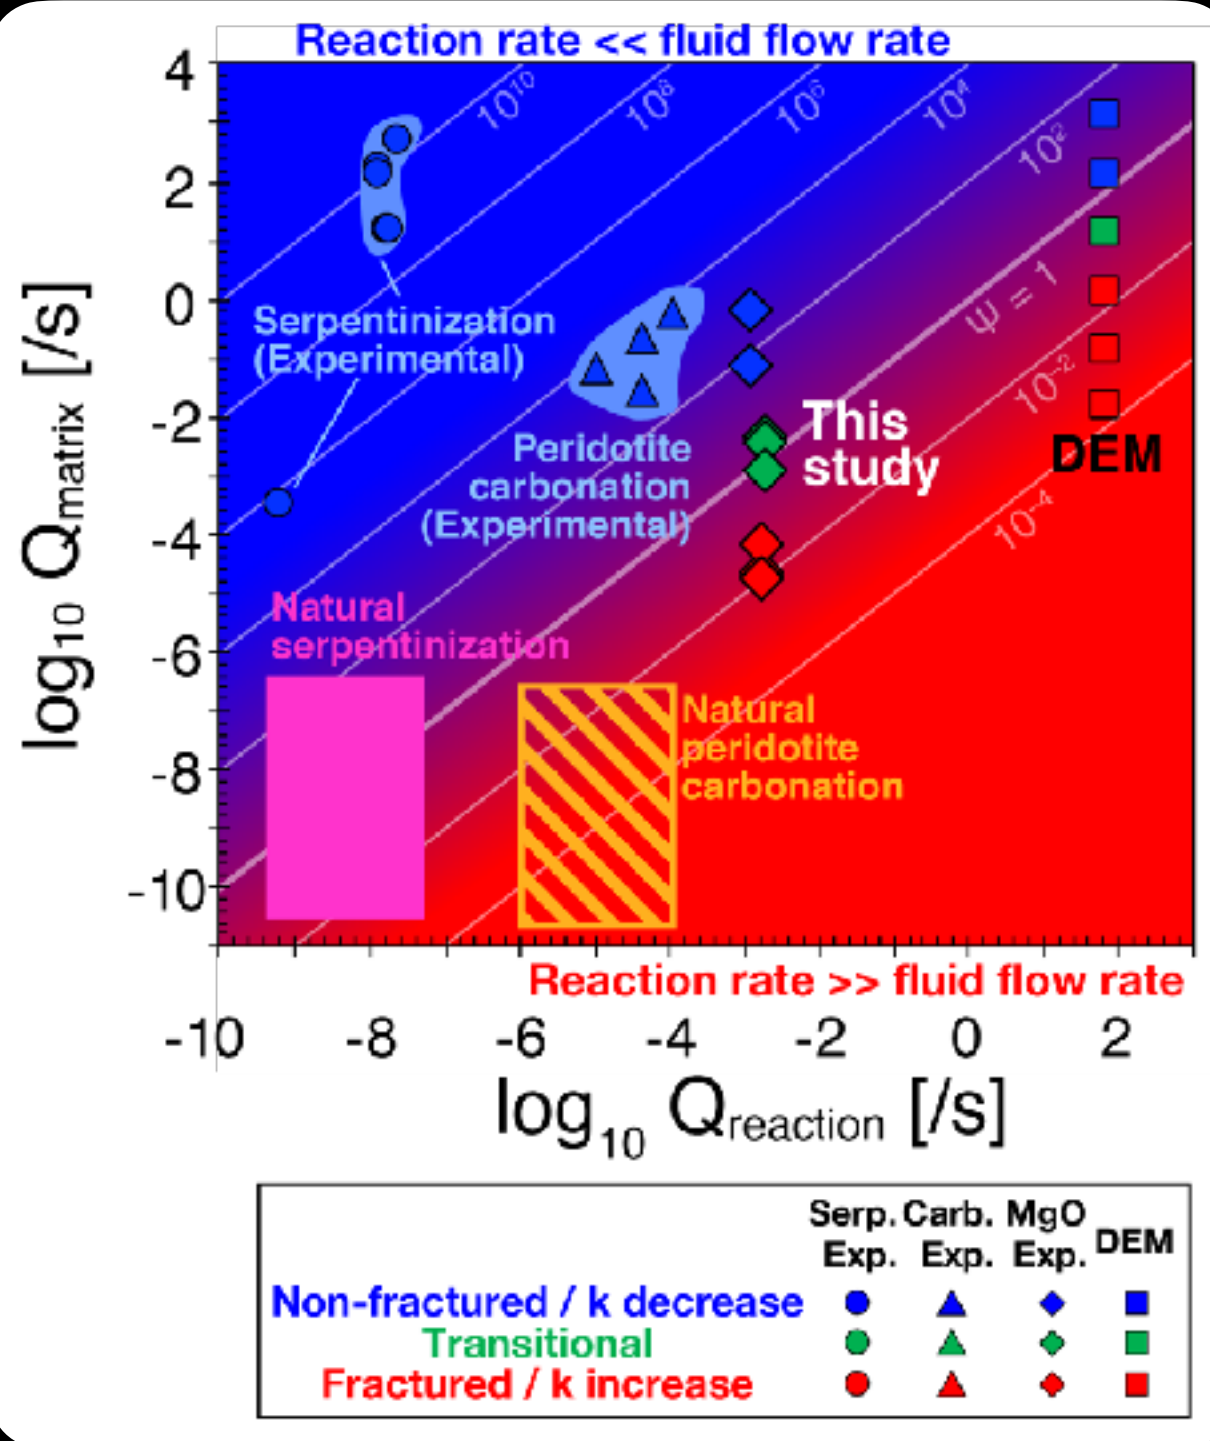 Reaction rate << fluid flow rate
4
2
0
-2
-4
-6
-8
-10
log10 Qmatrix [/s]
10^10
10^8
10^6
10^4
10^2
Ψ = 1
10^-2
10^-4
Serpentinization
(Experimental)
Peridotite
carbonation
(Experimental)
This
study
DEM
Natural
serpentinization
Natural
peridotite
carbonation
Reaction rate >> fluid flow rate
-10 -8 -6 -4 -2 0 2
log10 Qreaction [/s]
Serp. Carb. MgO DEM
Exp. Exp. Exp.
Non-fractured / k decrease
Transitional
Fractured / k increase